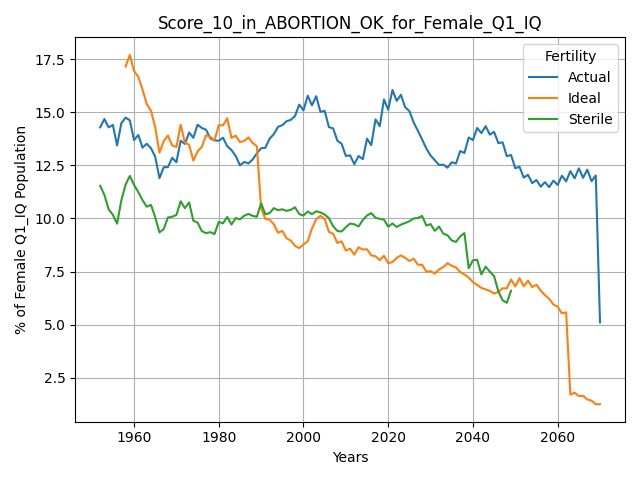 Score_10_in_ABORTION_OK_for_Female_Q1_IQ
% of Female Q1_IQ Population
17.5
15.0
12.5
10.0
7.5
5.0
2.5
Fertility
Actual
Ideal
Sterile
1960 1980 2000 2020 2040 2060
Years